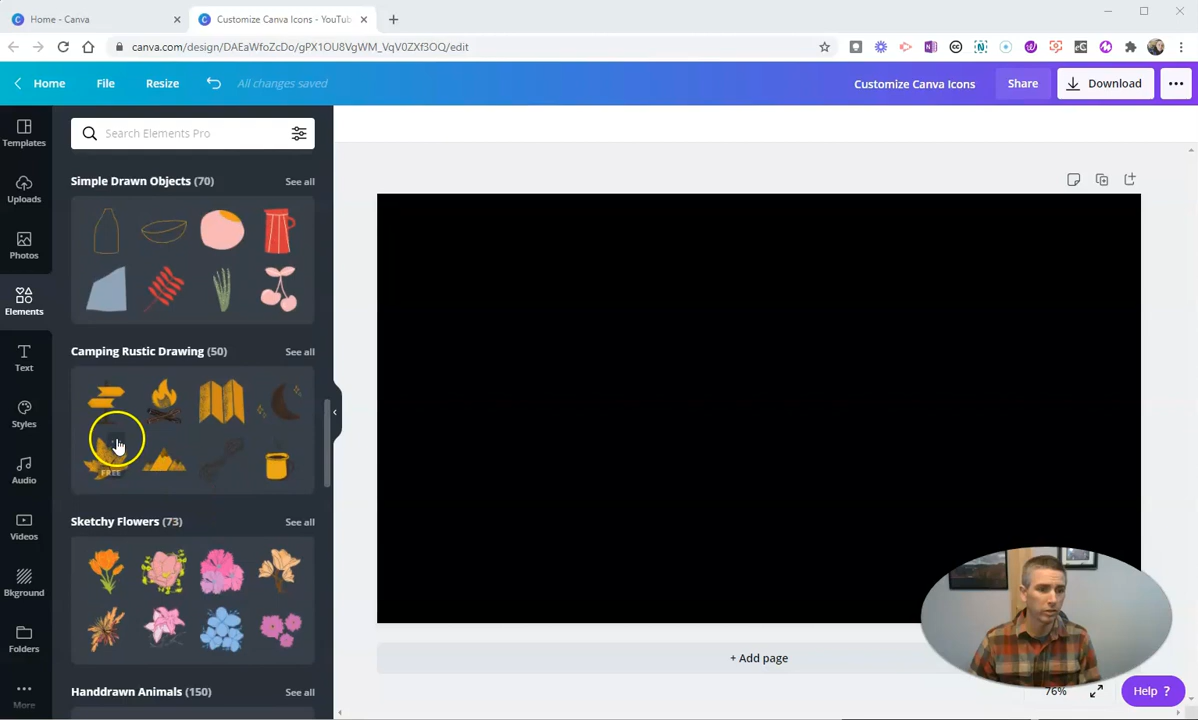 Home - Canva
Customize Canva Icons - YouTub
canva.com/design/DAEaWfoZcDo/gPX1OU8VgWM_VqV0ZXf3OQ/edit
Home
File
Resize
All changes saved
Customize Canva Icons
Share
Download
Templates
Uploads
Photos
Elements
Text
Styles
Audio
Videos
Bkground
Folders
More
Search Elements Pro
Simple Drawn Objects (70)
See all
Camping Rustic Drawing (50)
See all
FREE
Sketchy Flowers (73)
See all
Handdrawn Animals (150)
See all
+ Add page
76%
Help ?